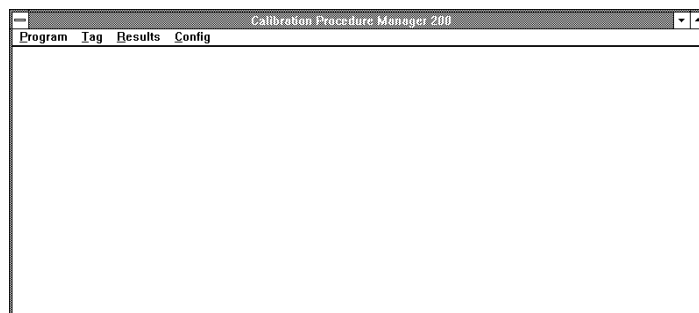 Calibration Procedure Manager 200
Program Tag Results Config